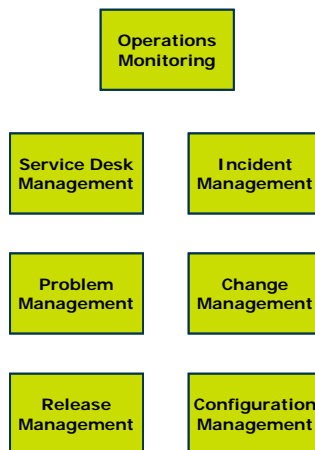 Operations
Monitoring
Service Desk
Management
Incident
Management
Problem
Management
Change
Management
Release
Management
Configuration
Management